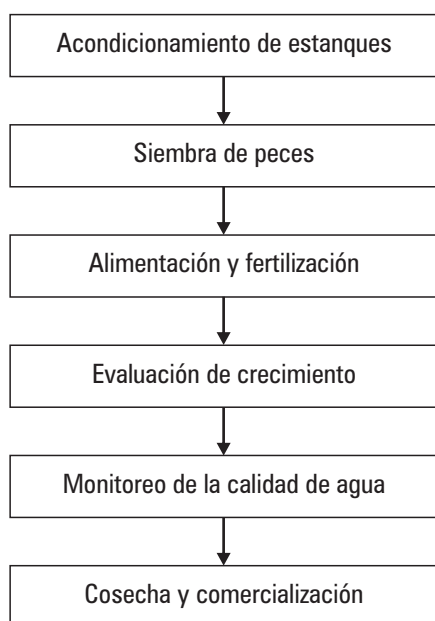 Acondicionamiento de estanques
Siembra de peces
Alimentación y fertilización
Evaluación de crecimiento
Monitoreo de la calidad de agua
Cosecha y comercialización